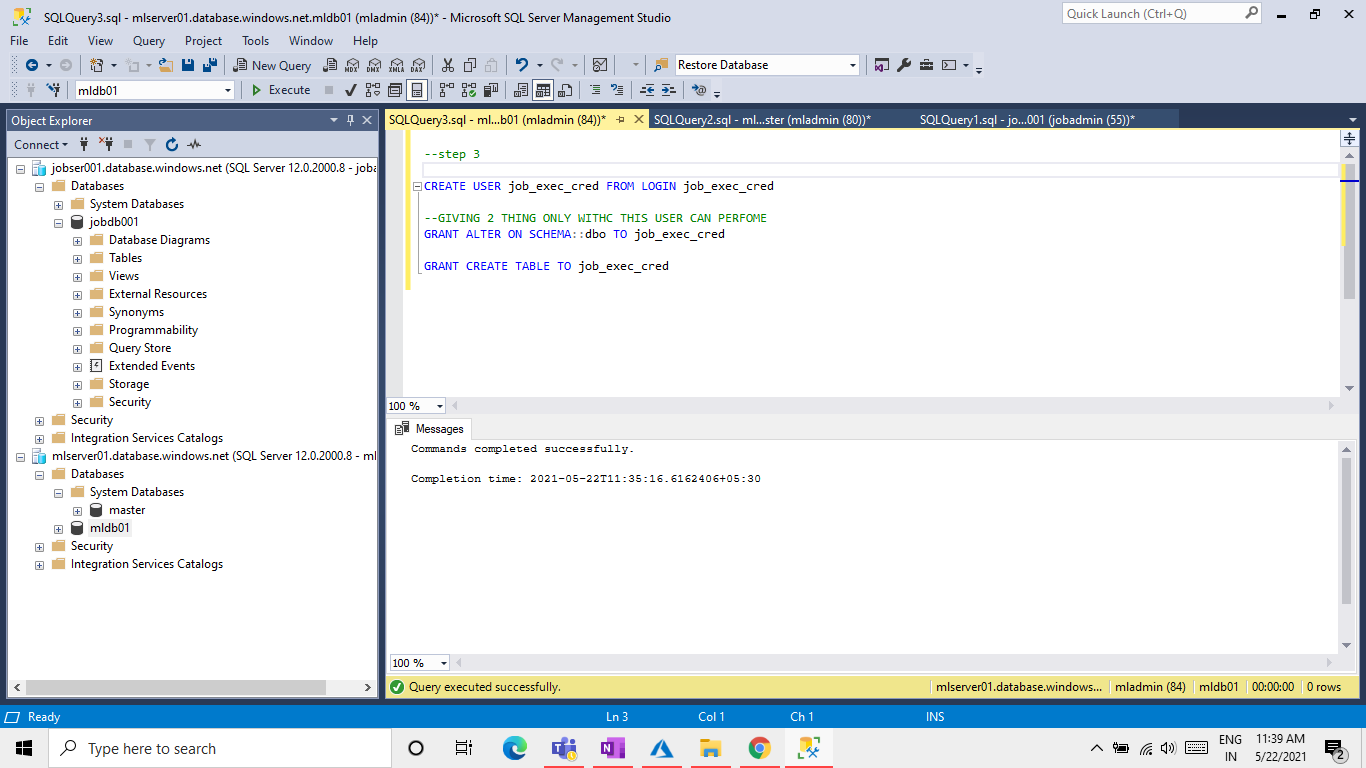 SQLQuery3.sql - mlserver01.database.windows.net.mldb01 (mladmin (84))* - Microsoft SQL Server Management Studio
Quick Launch (Ctrl+Q)
File Edit View Query Project Tools Window Help
New Query
MDX DMX XMLA DAX
Restore Database
mldb01
Execute
Object Explorer
SQLQuery3.sql - ml...b01 (mladmin (84))*
SQLQuery2.sql - ml...ster (mladmin (80))*
SQLQuery1.sql - jo...001 (jobadmin (55))*
Connect
jobser001.database.windows.net (SQL Server 12.0.2000.8 - joba
Databases
System Databases
jobdb001
Database Diagrams
Tables
Views
External Resources
Synonyms
Programmability
Query Store
Extended Events
Storage
Security
Security
Integration Services Catalogs
mlserver01.database.windows.net (SQL Server 12.0.2000.8 - ml
Databases
System Databases
master
mldb01
Security
Integration Services Catalogs
--step 3
CREATE USER job_exec_cred FROM LOGIN job_exec_cred
--GIVING 2 THING ONLY WITHC THIS USER CAN PERFOME
GRANT ALTER ON SCHEMA::dbo TO job_exec_cred
GRANT CREATE TABLE TO job_exec_cred
100 %
Messages
Commands completed successfully.
Completion time: 2021-05-22T11:35:16.6162406+05:30
100 %
Query executed successfully.
mlserver01.database.windows... mladmin (84) mldb01 00:00:00 0 rows
Ready
Ln 3 Col 1 Ch 1 INS
Type here to search
ENG
IN
11:39 AM
5/22/2021
2